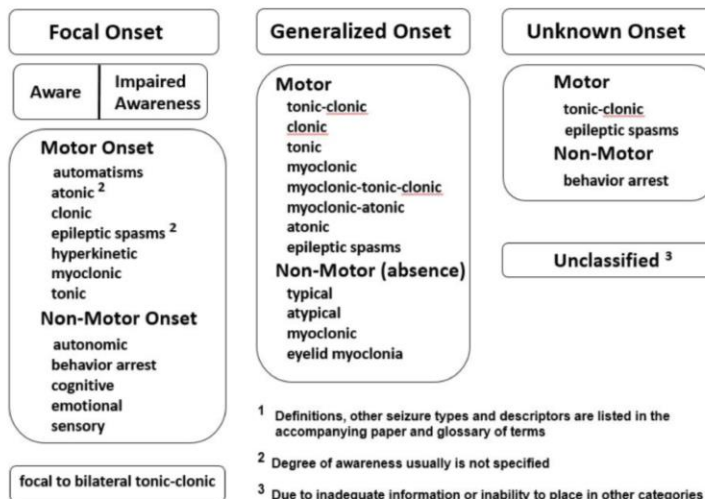 Focal Onset
Aware
Impaired
Awareness
Motor Onset
automatisms
atonic ²
clonic
epileptic spasms ²
hyperkinetic
myoclonic
tonic
Non-Motor Onset
autonomic
behavior arrest
cognitive
emotional
sensory
focal to bilateral tonic-clonic
Generalized Onset
Motor
tonic-clonic
clonic
tonic
myoclonic
myoclonic-tonic-clonic
myoclonic-atonic
atonic
epileptic spasms
Non-Motor (absence)
typical
atypical
myoclonic
eyelid myoclonia
Unknown Onset
Motor
tonic-clonic
epileptic spasms
Non-Motor
behavior arrest
Unclassified ³
¹ Definitions, other seizure types and descriptors are listed in the
accompanying paper and glossary of terms
² Degree of awareness usually is not specified
³ Due to inadequate information or inability to place in other categories